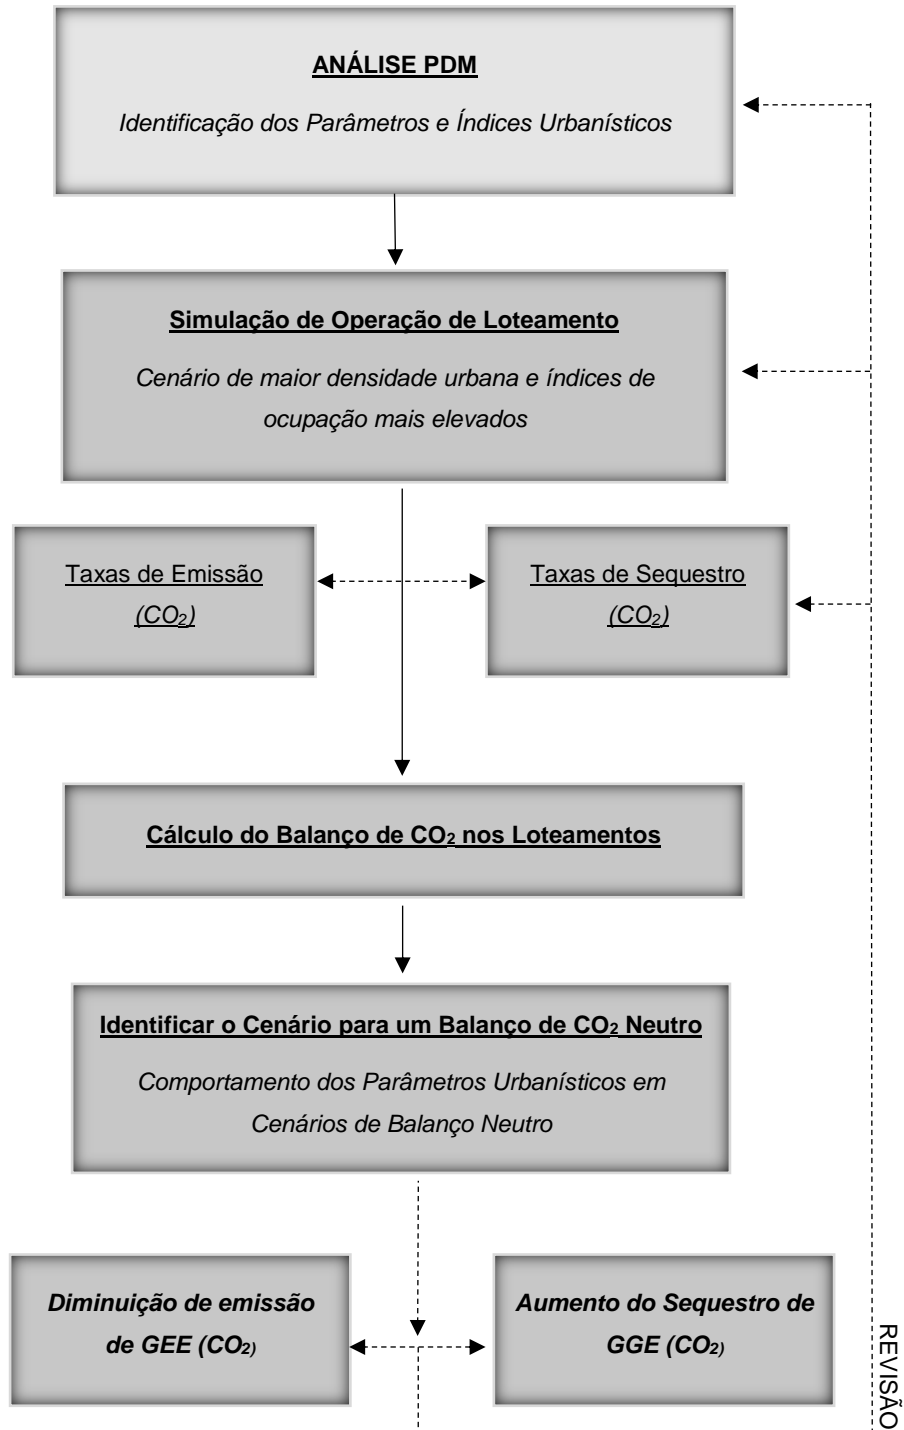 ANÁLISE PDM
Identificação dos Parâmetros e Índices Urbanísticos
Simulação de Operação de Loteamento
Cenário de maior densidade urbana e índices de
ocupação mais elevados
Taxas de Emissão
(CO₂)
Taxas de Sequestro
(CO₂)
Cálculo do Balanço de CO₂ nos Loteamentos
Identificar o Cenário para um Balanço de CO₂ Neutro
Comportamento dos Parâmetros Urbanísticos em
Cenários de Balanço Neutro
Diminuição de emissão
de GEE (CO₂)
Aumento do Sequestro de
GGE (CO₂)
REVISÃO